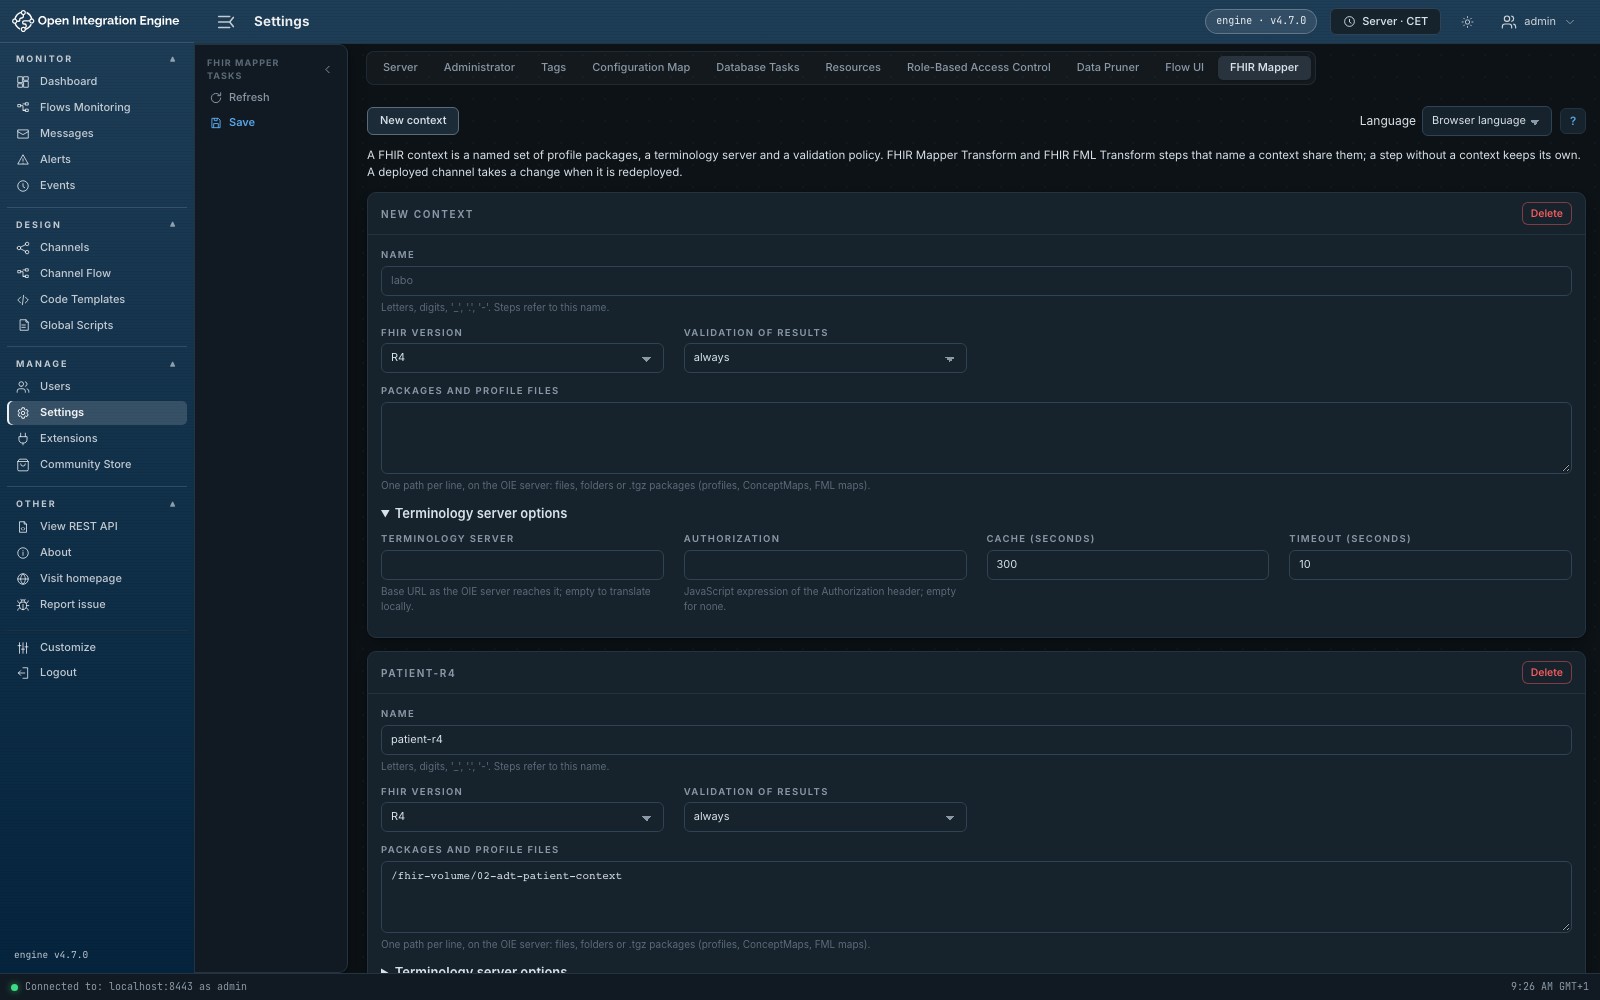 Open Integration Engine
Settings
engine · v4.7.0
Server · CET
admin
MONITOR
Dashboard
Flows Monitoring
Messages
Alerts
Events
DESIGN
Channels
Channel Flow
Code Templates
Global Scripts
MANAGE
Users
Settings
Extensions
Community Store
OTHER
View REST API
About
Visit homepage
Report issue
Customize
Logout
engine v4.7.0
FHIR MAPPER
TASKS
Refresh
Save
Server
Administrator
Tags
Configuration Map
Database Tasks
Resources
Role-Based Access Control
Data Pruner
Flow UI
FHIR Mapper
New context
Language
Browser language
?
A FHIR context is a named set of profile packages, a terminology server and a validation policy. FHIR Mapper Transform and FHIR FML Transform steps that name a context share them; a step without a context keeps its own.
A deployed channel takes a change when it is redeployed.
NEW CONTEXT
Delete
NAME
labo
Letters, digits, '_', '.', '-'. Steps refer to this name.
FHIR VERSION
VALIDATION OF RESULTS
R4
always
PACKAGES AND PROFILE FILES
One path per line, on the OIE server: files, folders or .tgz packages (profiles, ConceptMaps, FML maps).
Terminology server options
TERMINOLOGY SERVER
AUTHORIZATION
CACHE (SECONDS)
TIMEOUT (SECONDS)
300
10
Base URL as the OIE server reaches it; empty to translate
locally.
JavaScript expression of the Authorization header; empty
for none.
PATIENT-R4
Delete
NAME
patient-r4
Letters, digits, '_', '.', '-'. Steps refer to this name.
FHIR VERSION
VALIDATION OF RESULTS
R4
always
PACKAGES AND PROFILE FILES
/fhir-volume/02-adt-patient-context
One path per line, on the OIE server: files, folders or .tgz packages (profiles, ConceptMaps, FML maps).
Terminology server options
Connected to: localhost:8443 as admin
9:26 AM GMT+1